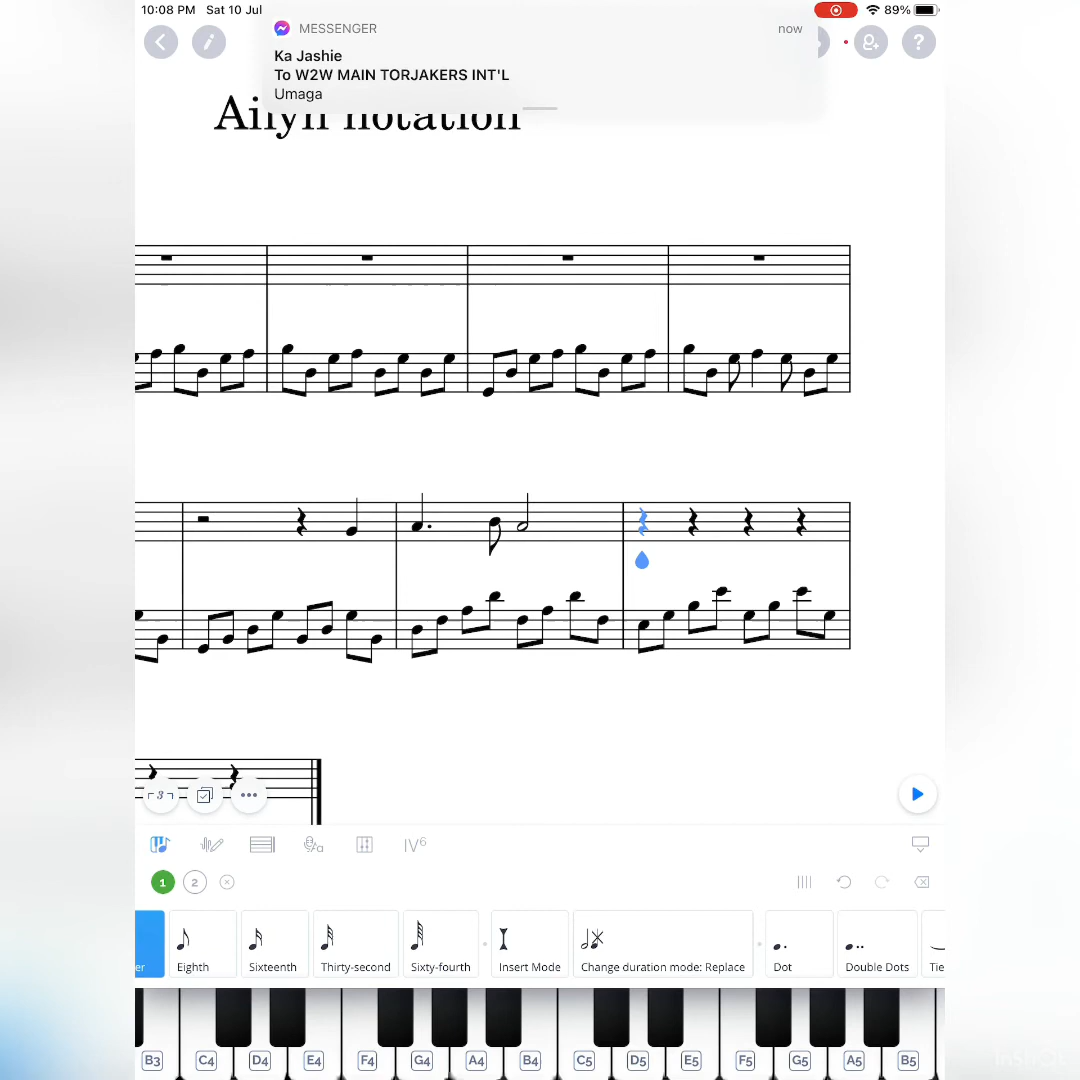 10:08 PM Sat 10 Jul
89%
MESSENGER
now
Ka Jashie
To W2W MAIN TORJAKERS INT'L
Umaga
Ailyn notation
?
3
IV6
1 2
er Eighth Sixteenth Thirty-second Sixty-fourth Insert Mode Change duration mode: Replace Dot Double Dots Tie
B3 C4 D4 E4 F4 G4 A4 B4 C5 D5 E5 F5 G5 A5 B5